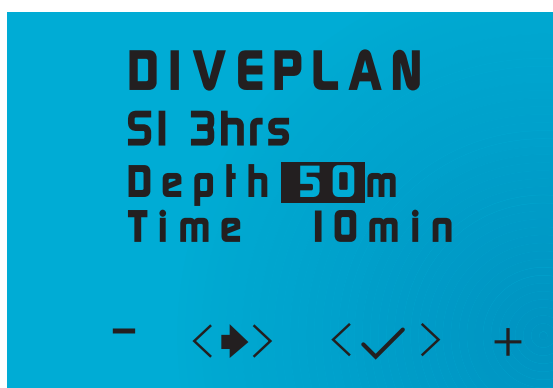 DIVEPLAN
SI 3hrs
Depth 50m
Time 10min
- <➔> <✓> +